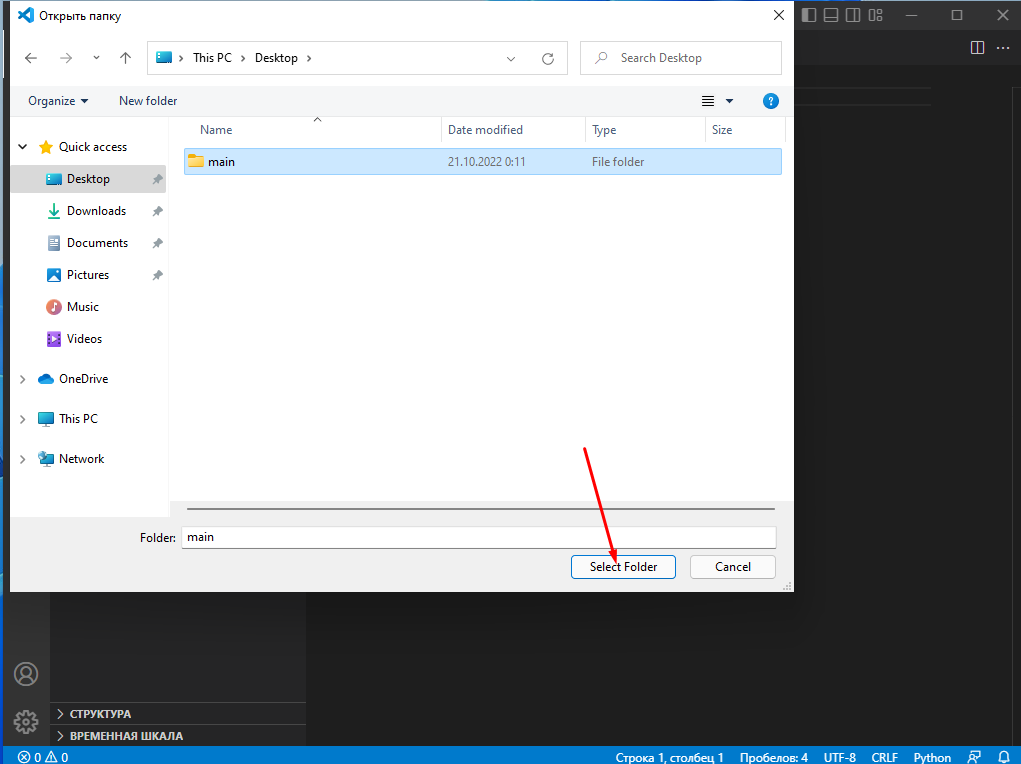 Открыть папку
This PC > Desktop >
Search Desktop
Organize
New folder
?
Name
Date modified
Type
Size
main
21.10.2022 0:11
File folder
Quick access
Desktop
Downloads
Documents
Pictures
Music
Videos
OneDrive
This PC
Network
Folder: main
Select Folder
Cancel
СТРУКТУРА
ВРЕМЕННАЯ ШКАЛА
0 0 Строка 1, столбец 1 Пробелов: 4 UTF-8 CRLF Python